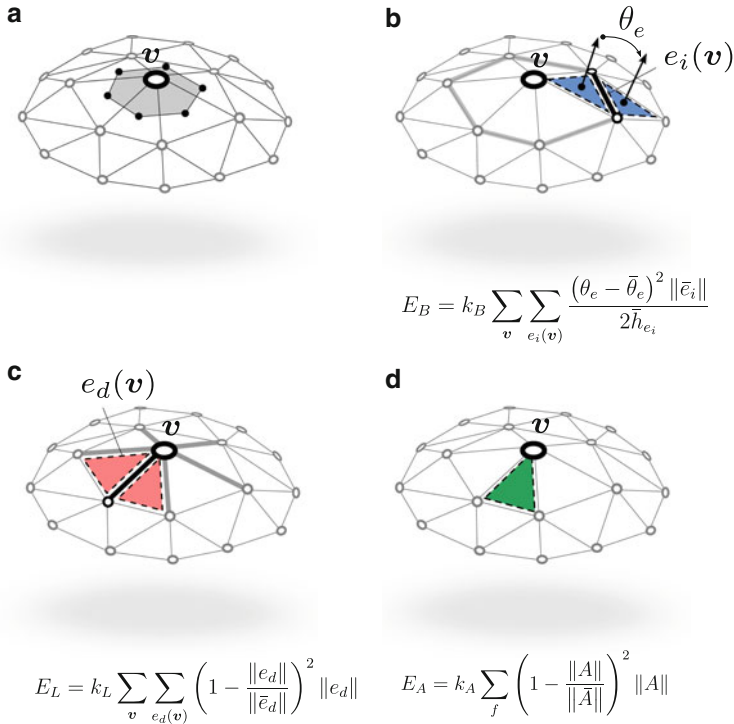 a
v
b
v
θ_e
e_i(v)
E_B = k_B ∑_v ∑_{e_i(v)} (θ_e − θ̄_e)² ‖ē_i‖ / 2h̄_{e_i}
c
e_d(v)
v
E_L = k_L ∑_v ∑_{e_d(v)} (1 − ‖e_d‖ / ‖ē_d‖)² ‖e_d‖
d
v
E_A = k_A ∑_f (1 − ‖A‖ / ‖Ā‖)² ‖A‖